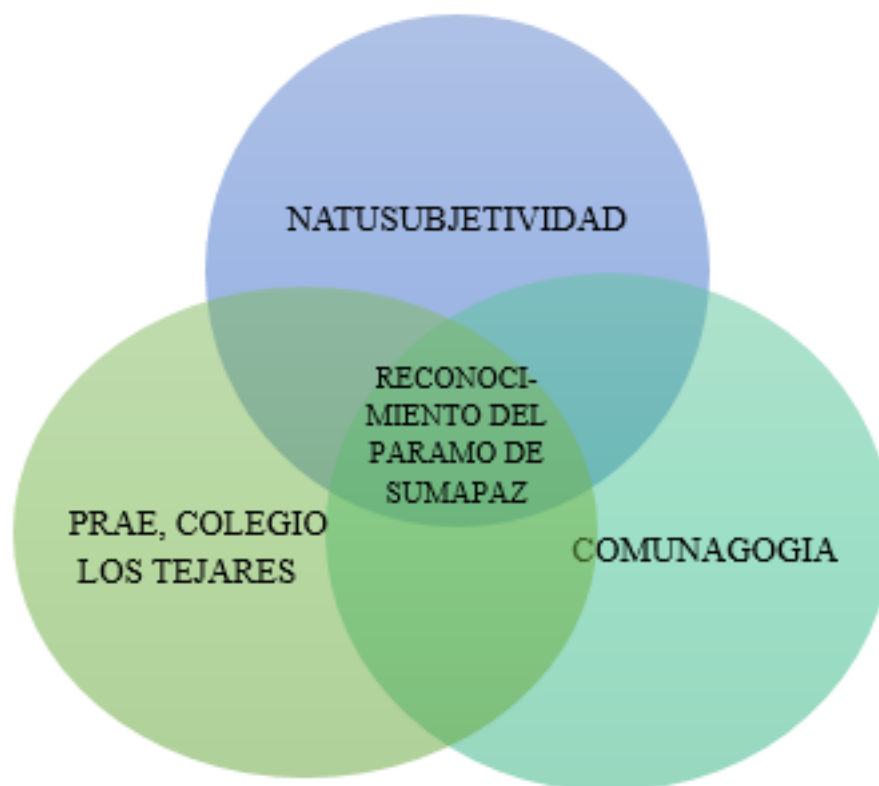 NATUSUBJETIVIDAD
RECONOCI-
MIENTO DEL
PARAMO DE
SUMAPAZ
PRAE, COLEGIO
LOS TEJARES
COMUNAGOGIA